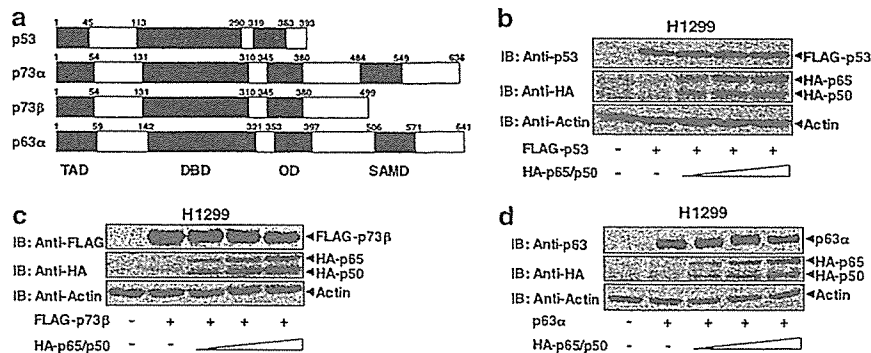 a
1 45 113 290 319 363 393
p53
1 54 131 310 345 380 484 549 636
p73α
1 54 131 310 345 380 499
p73β
1 59 142 321 353 397 506 571 641
p63α
TAD DBD OD SAMD
b
H1299
IB: Anti-p53 FLAG-p53
IB: Anti-HA HA-p65
HA-p50
IB: Anti-Actin Actin
FLAG-p53 - + + + +
HA-p65/p50 - -
c
H1299
IB: Anti-FLAG FLAG-p73β
IB: Anti-HA HA-p65
HA-p50
IB: Anti-Actin Actin
FLAG-p73β - + + + +
HA-p65/p50 - -
d
H1299
IB: Anti-p63 p63α
IB: Anti-HA HA-p65
HA-p50
IB: Anti-Actin Actin
p63α - + + + +
HA-p65/p50 - -